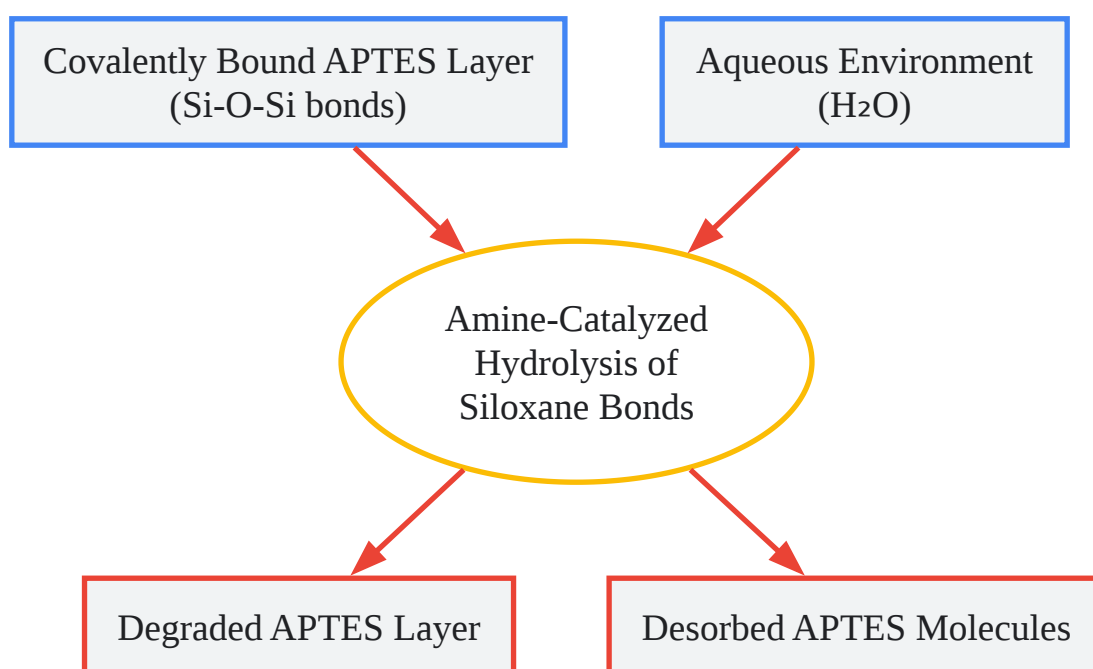 Covalently Bound APTES Layer
(Si-O-Si bonds)
Aqueous Environment
(H₂O)
Amine-Catalyzed
Hydrolysis of
Siloxane Bonds
Degraded APTES Layer
Desorbed APTES Molecules